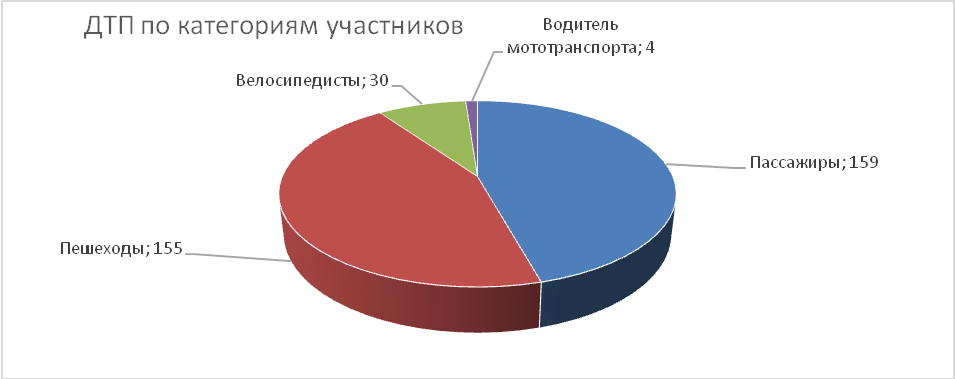 ДТП по категориям участников
Водитель
мототранспорта; 4
Велосипедисты; 30
Пассажиры; 159
Пешеходы; 155